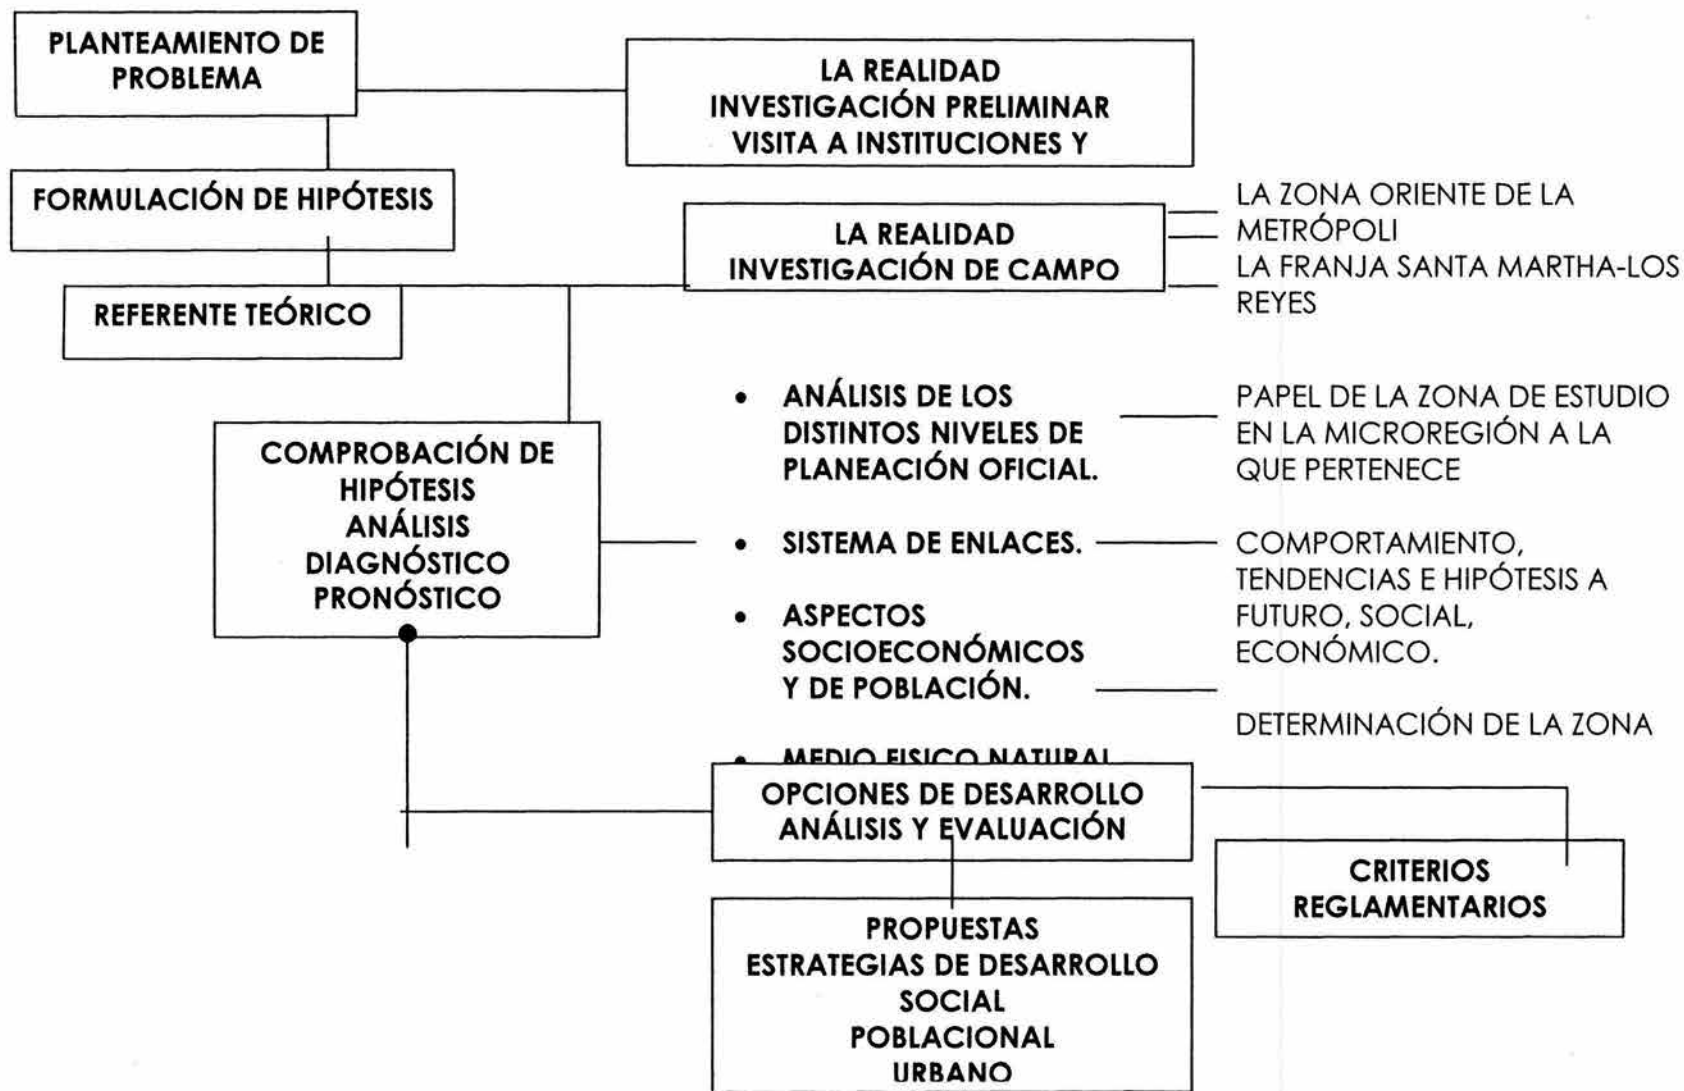 PLANTEAMIENTO DE
PROBLEMA
LA REALIDAD
INVESTIGACIÓN PRELIMINAR
VISITA A INSTITUCIONES Y
FORMULACIÓN DE HIPÓTESIS
LA REALIDAD
INVESTIGACIÓN DE CAMPO
LA ZONA ORIENTE DE LA
METRÓPOLI
LA FRANJA SANTA MARTHA-LOS
REYES
REFERENTE TEÓRICO
COMPROBACIÓN DE
HIPÓTESIS
ANÁLISIS
DIAGNÓSTICO
PRONÓSTICO
• ANÁLISIS DE LOS
DISTINTOS NIVELES DE
PLANEACIÓN OFICIAL.
PAPEL DE LA ZONA DE ESTUDIO
EN LA MICROREGIÓN A LA
QUE PERTENECE
• SISTEMA DE ENLACES.
COMPORTAMIENTO,
TENDENCIAS E HIPÓTESIS A
FUTURO, SOCIAL,
ECONÓMICO.
• ASPECTOS
SOCIOECONÓMICOS
Y DE POBLACIÓN.
DETERMINACIÓN DE LA ZONA
• MEDIO FISICO NATURAL
OPCIONES DE DESARROLLO
ANÁLISIS Y EVALUACIÓN
CRITERIOS
REGLAMENTARIOS
PROPUESTAS
ESTRATEGIAS DE DESARROLLO
SOCIAL
POBLACIONAL
URBANO